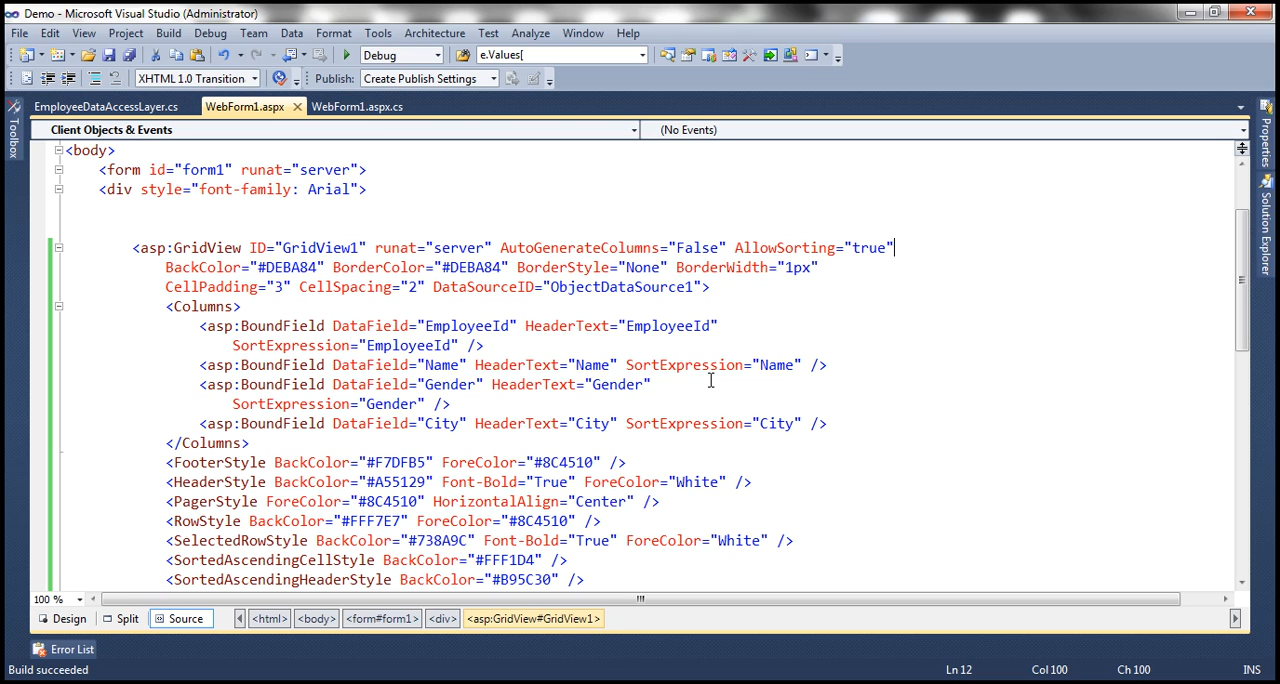 Demo - Microsoft Visual Studio (Administrator)
File Edit View Project Build Debug Team Data Format Tools Architecture Test Analyze Window Help
Debug e.Values[
XHTML 1.0 Transition Publish: Create Publish Settings
EmployeeDataAccessLayer.cs WebForm1.aspx WebForm1.aspx.cs
Client Objects & Events (No Events)
Toolbox
Properties
Solution Explorer
<body>
<form id="form1" runat="server">
<div style="font-family: Arial">
<asp:GridView ID="GridView1" runat="server" AutoGenerateColumns="False" AllowSorting="true"
BackColor="#DEBA84" BorderColor="#DEBA84" BorderStyle="None" BorderWidth="1px"
CellPadding="3" CellSpacing="2" DataSourceID="ObjectDataSource1">
<Columns>
<asp:BoundField DataField="EmployeeId" HeaderText="EmployeeId"
SortExpression="EmployeeId" />
<asp:BoundField DataField="Name" HeaderText="Name" SortExpression="Name" />
<asp:BoundField DataField="Gender" HeaderText="Gender"
SortExpression="Gender" />
<asp:BoundField DataField="City" HeaderText="City" SortExpression="City" />
</Columns>
<FooterStyle BackColor="#F7DFB5" ForeColor="#8C4510" />
<HeaderStyle BackColor="#A55129" Font-Bold="True" ForeColor="White" />
<PagerStyle ForeColor="#8C4510" HorizontalAlign="Center" />
<RowStyle BackColor="#FFF7E7" ForeColor="#8C4510" />
<SelectedRowStyle BackColor="#738A9C" Font-Bold="True" ForeColor="White" />
<SortedAscendingCellStyle BackColor="#FFF1D4" />
<SortedAscendingHeaderStyle BackColor="#B95C30" />
100 %
Design Split Source <html> <body> <form#form1> <div> <asp:GridView#GridView1>
Error List
Build succeeded Ln 12 Col 100 Ch 100 INS